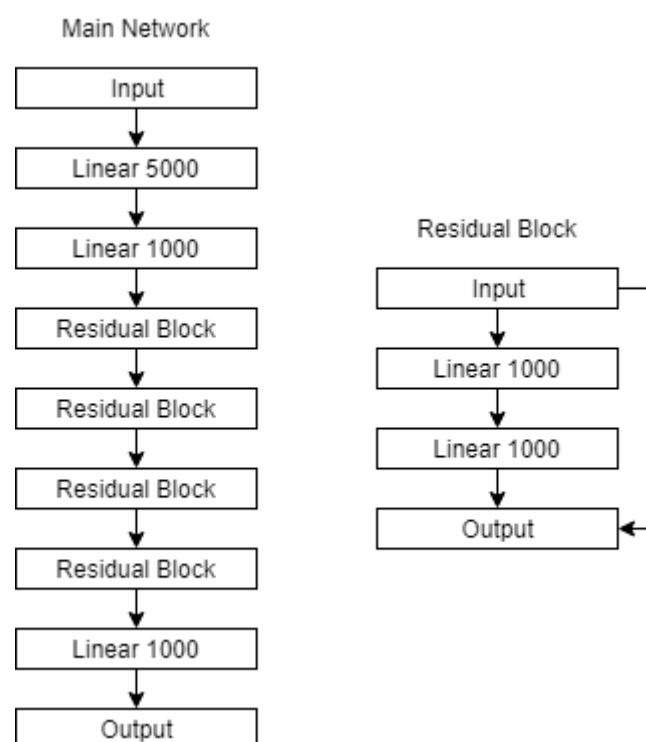 Main Network
Input
Linear 5000
Linear 1000
Residual Block
Residual Block
Residual Block
Residual Block
Linear 1000
Output
Residual Block
Input
Linear 1000
Linear 1000
Output